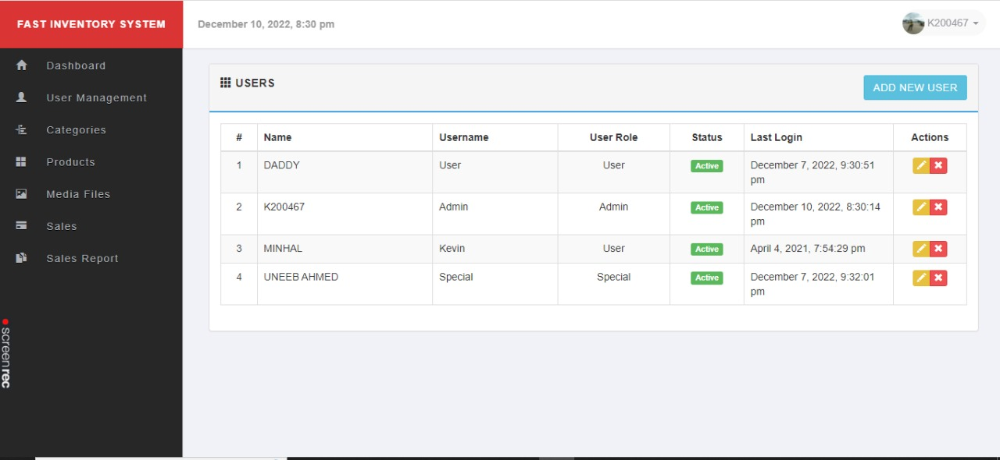 FAST INVENTORY SYSTEM
December 10, 2022, 8:30 pm
K200467
Dashboard
User Management
Categories
Products
Media Files
Sales
Sales Report
USERS
ADD NEW USER
# Name Username User Role Status Last Login Actions
1 DADDY User User Active December 7, 2022, 9:30:51
pm
2 K200467 Admin Admin Active December 10, 2022, 8:30:14
pm
3 MINHAL Kevin User Active April 4, 2021, 7:54:29 pm
4 UNEEB AHMED Special Special Active December 7, 2022, 9:32:01
pm
screenrec